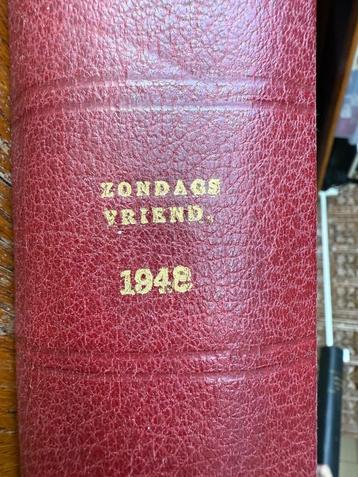 ZONDAGS
VRIEND.
1948